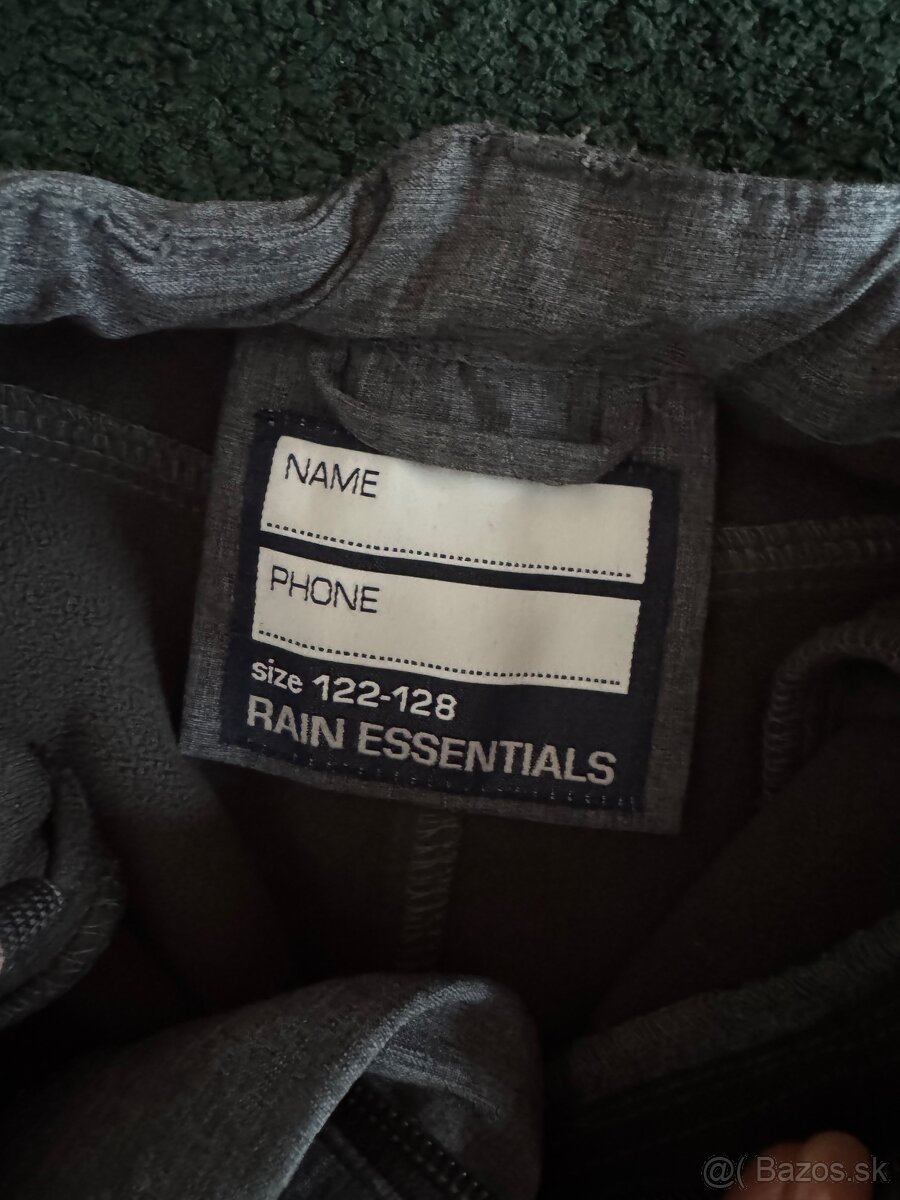 NAME
PHONE
size 122-128
RAIN ESSENTIALS
@( Bazos.sk